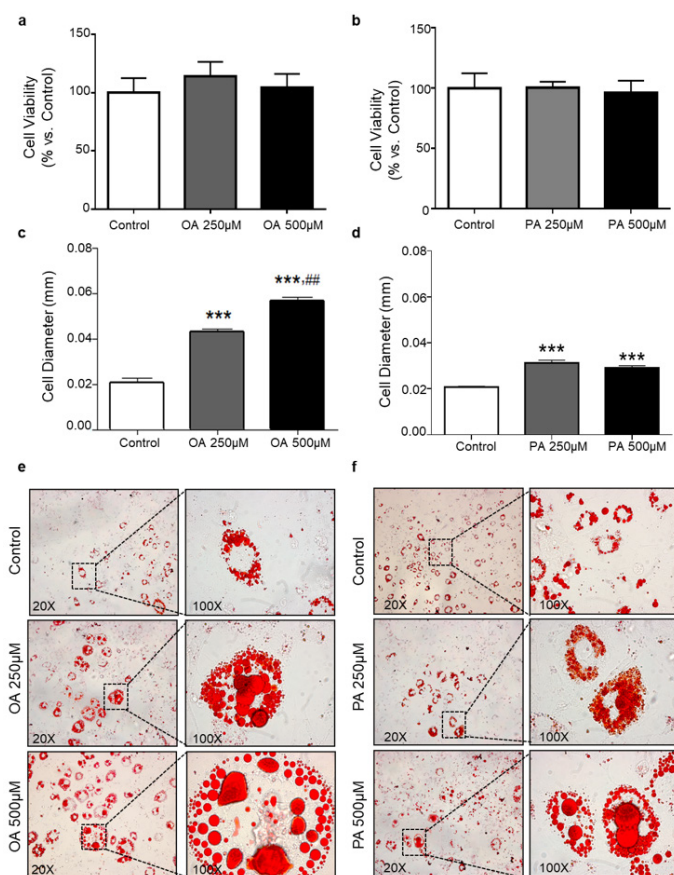 a
Cell Viability
(% vs. Control)
150
100
50
0
Control
OA 250µM
OA 500µM
b
Cell Viability
(% vs. Control)
150
100
50
0
Control
PA 250µM
PA 500µM
c
Cell Diameter (mm)
0.08
0.06
0.04
0.02
0.00
***
***,##
Control
OA 250µM
OA 500µM
d
Cell Diameter (mm)
0.08
0.06
0.04
0.02
0.00
***
***
Control
PA 250µM
PA 500µM
e
Control
20X
100X
OA 250µM
20X
100X
OA 500µM
20X
100X
f
Control
20X
100X
PA 250µM
20X
100X
PA 500µM
20X
100X